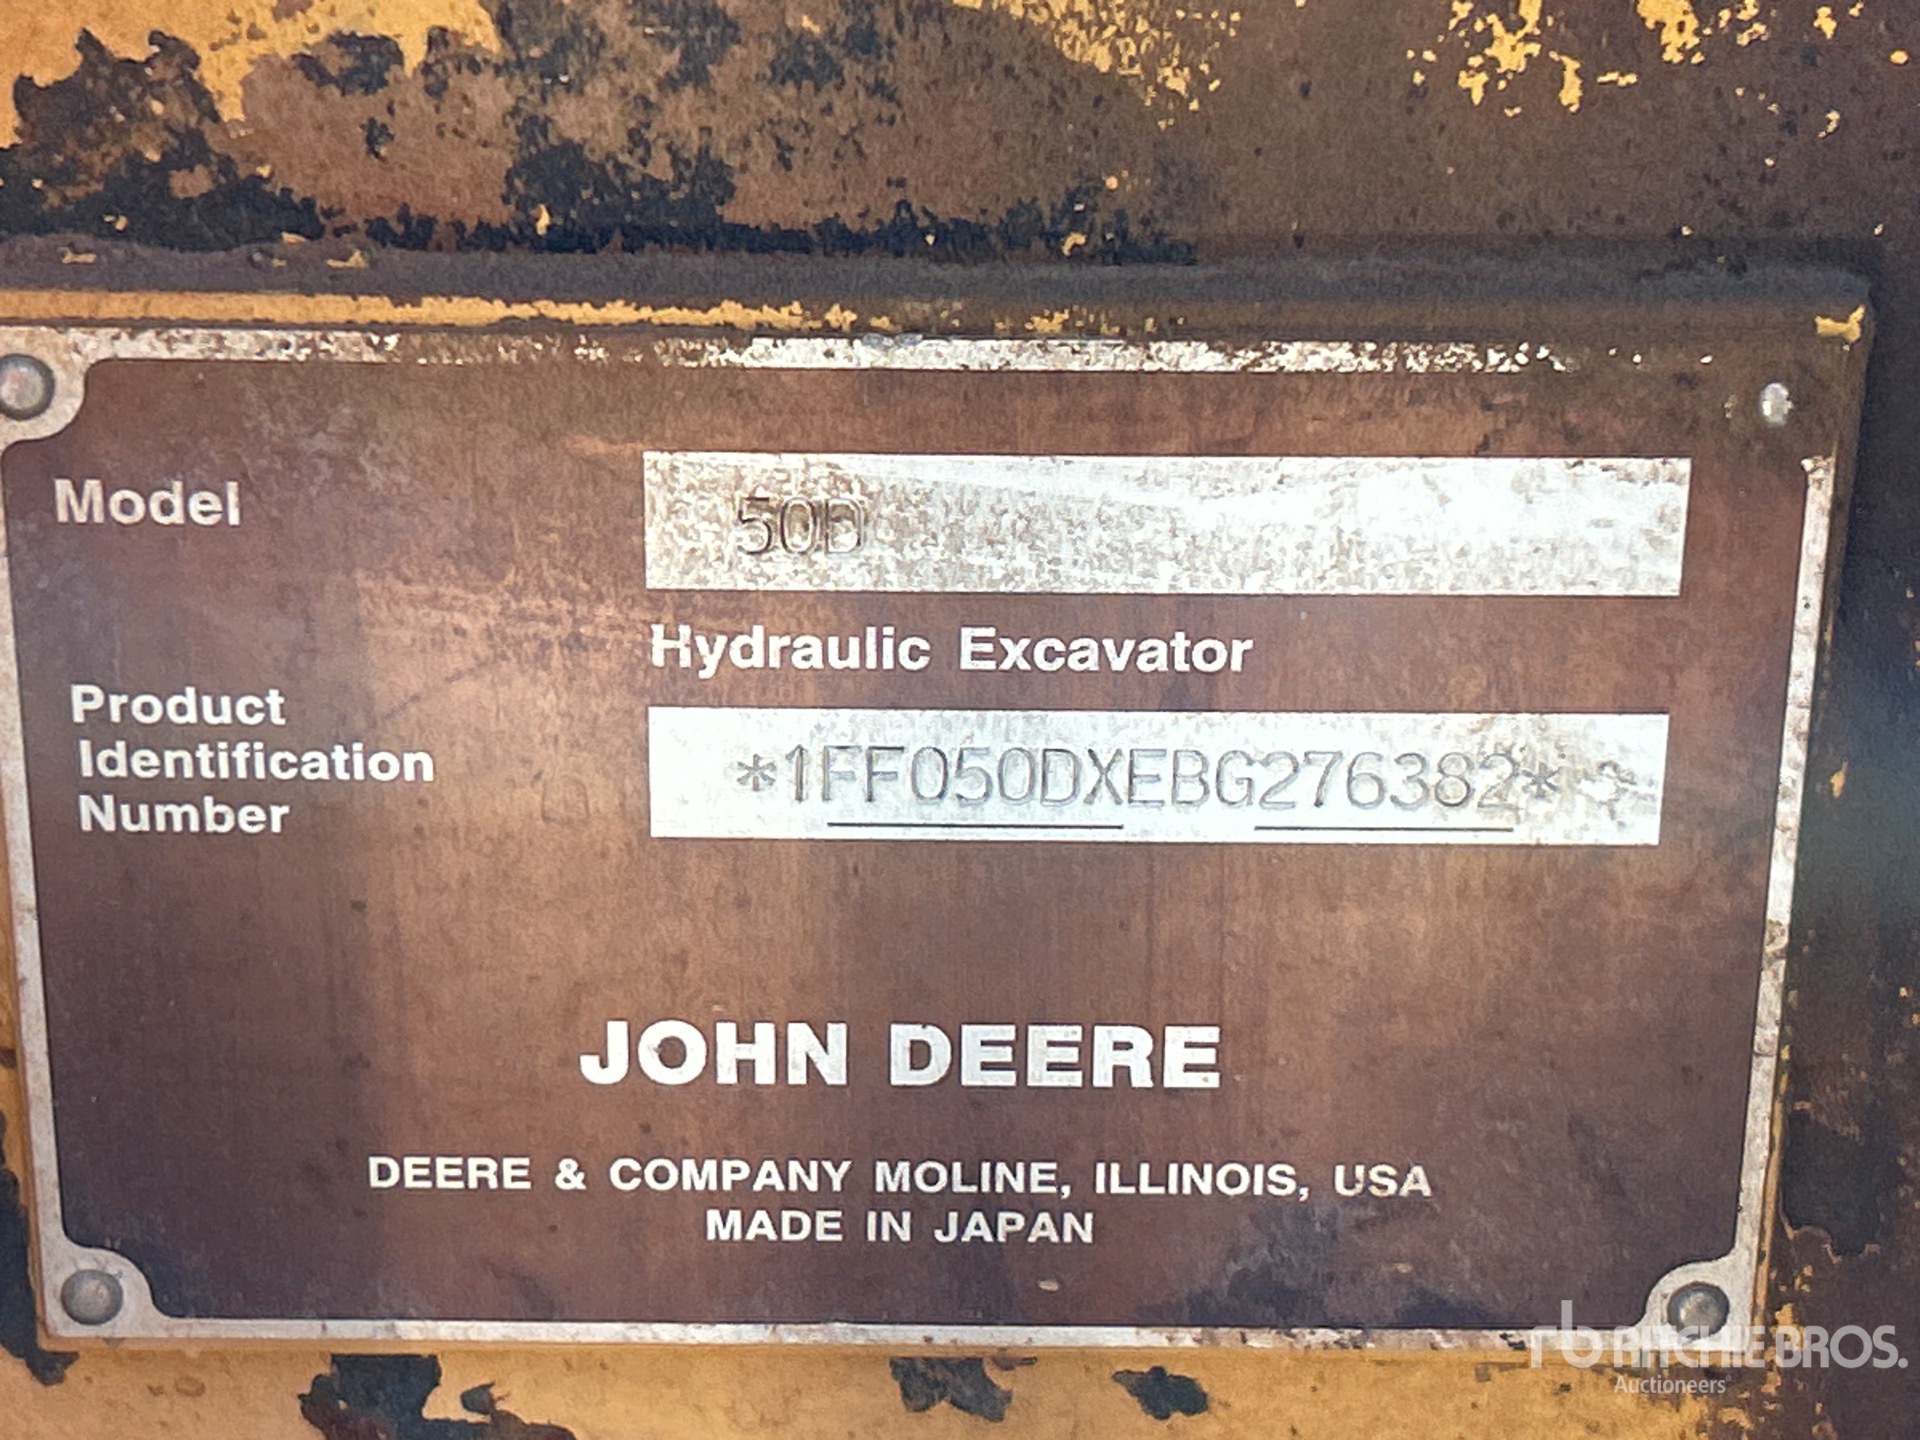 Model 50D
Hydraulic Excavator
Product
Identification
Number
*1FF050DXEBG276382*
JOHN DEERE
DEERE & COMPANY MOLINE, ILLINOIS, USA
MADE IN JAPAN
rb RITCHIE BROS.
Auctioneers